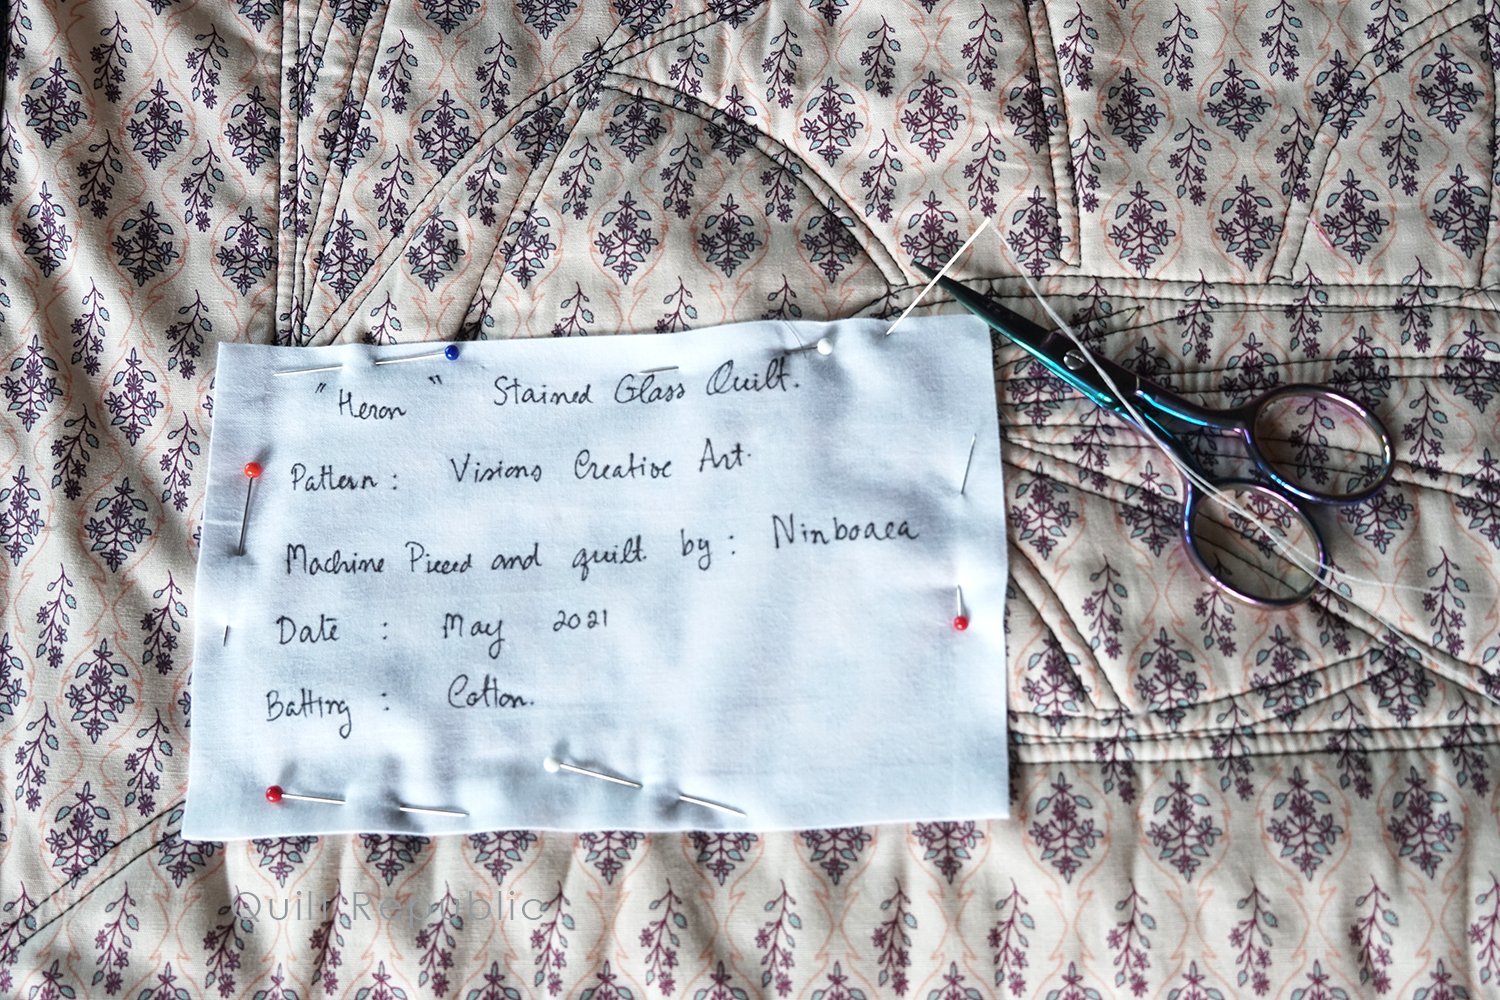 "Heron" Stained Glass Quilt.
Pattern: Visions Creative Art.
Machine Pieced and quilt by: Ninboaea
Date : May 2021
Batting : Cotton.
Quilt Republic